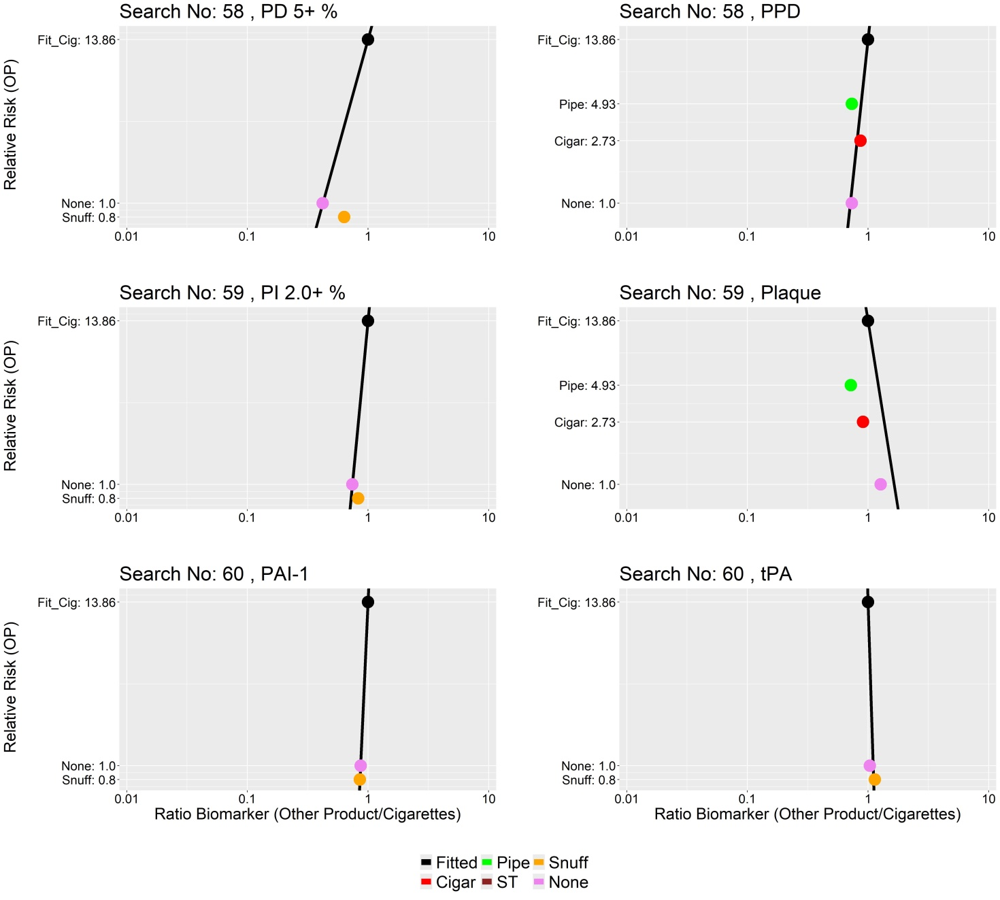 Search No: 58 , PD 5+ %
Relative Risk (OP)
Fit_Cig: 13.86
None: 1.0
Snuff: 0.8
0.01 0.1 1 10
Search No: 58 , PPD
Fit_Cig: 13.86
Pipe: 4.93
Cigar: 2.73
None: 1.0
0.01 0.1 1 10
Search No: 59 , PI 2.0+ %
Relative Risk (OP)
Fit_Cig: 13.86
None: 1.0
Snuff: 0.8
0.01 0.1 1 10
Search No: 59 , Plaque
Fit_Cig: 13.86
Pipe: 4.93
Cigar: 2.73
None: 1.0
0.01 0.1 1 10
Search No: 60 , PAI-1
Relative Risk (OP)
Fit_Cig: 13.86
None: 1.0
Snuff: 0.8
0.01 0.1 1 10
Ratio Biomarker (Other Product/Cigarettes)
Search No: 60 , tPA
Fit_Cig: 13.86
None: 1.0
Snuff: 0.8
0.01 0.1 1 10
Ratio Biomarker (Other Product/Cigarettes)
Fitted Pipe Snuff
Cigar ST None